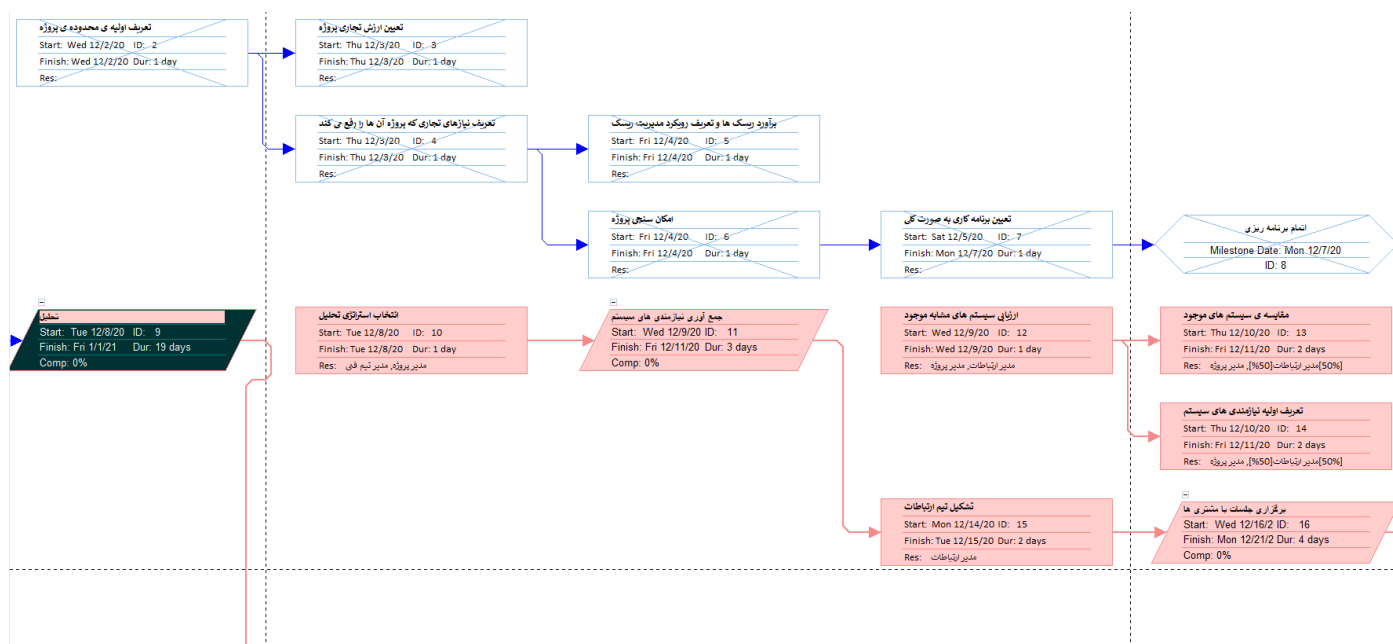 تعریف اولیه ی محدوده ی پروژه
Start: Wed 12/2/20 ID: 2
Finish: Wed 12/2/20 Dur: 1 day
Res:
تعیین ارزش تجاری پروژه
Start: Thu 12/3/20 ID: 3
Finish: Thu 12/3/20 Dur: 1 day
Res:
تعریف نیازهای تجاری که پروژه آن ها را رفع می کند
Start: Thu 12/3/20 ID: 4
Finish: Thu 12/3/20 Dur: 1 day
Res:
برآورد ریسک ها و تعریف رویکرد مدیریت ریسک
Start: Fri 12/4/20 ID: 5
Finish: Fri 12/4/20 Dur: 1 day
Res:
امکان سنجی پروژه
Start: Fri 12/4/20 ID: 6
Finish: Fri 12/4/20 Dur: 1 day
Res:
تعیین برنامه کاری به صورت کلی
Start: Sat 12/5/20 ID: 7
Finish: Mon 12/7/20 Dur: 1 day
Res:
اتمام برنامه ریزی
Milestone Date: Mon 12/7/20
ID: 8
تحلیل
Start: Tue 12/8/20 ID: 9
Finish: Fri 1/1/21 Dur: 19 days
Comp: 0%
انتخاب استراتژی تحلیل
Start: Tue 12/8/20 ID: 10
Finish: Tue 12/8/20 Dur: 1 day
Res: مدیر پروژه, مدیر تیم فنی
جمع آوری نیازمندی های سیستم
Start: Wed 12/9/20 ID: 11
Finish: Fri 12/11/20 Dur: 3 days
Comp: 0%
ارزیابی سیستم های مشابه موجود
Start: Wed 12/9/20 ID: 12
Finish: Wed 12/9/20 Dur: 1 day
Res: مدیر ارتباطات, مدیر پروژه
مقایسه ی سیستم های موجود
Start: Thu 12/10/20 ID: 13
Finish: Fri 12/11/20 Dur: 2 days
Res: مدیر ارتباطات[50%], مدیر پروژه[50%]
تعریف اولیه نیازمندی های سیستم
Start: Thu 12/10/20 ID: 14
Finish: Fri 12/11/20 Dur: 2 days
Res: مدیر ارتباطات[50%], مدیر پروژه[50%]
تشکیل تیم ارتباطات
Start: Mon 12/14/20 ID: 15
Finish: Tue 12/15/20 Dur: 2 days
Res: مدیر ارتباطات
برگزاری جلسات با مشتری ها
Start: Wed 12/16/2 ID: 16
Finish: Mon 12/21/2 Dur: 4 days
Comp: 0%